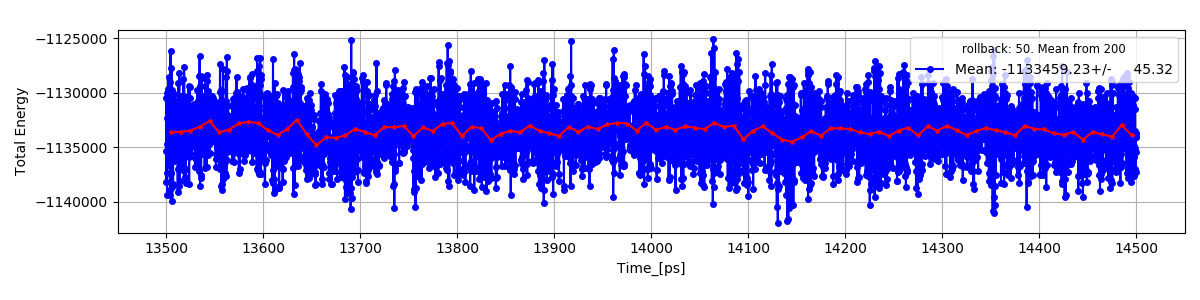 −1125000
−1130000
−1135000
−1140000
Total Energy
rollback: 50. Mean from 200
Mean: -1133459.23+/-     45.32
13500 13600 13700 13800 13900 14000 14100 14200 14300 14400 14500
Time_[ps]